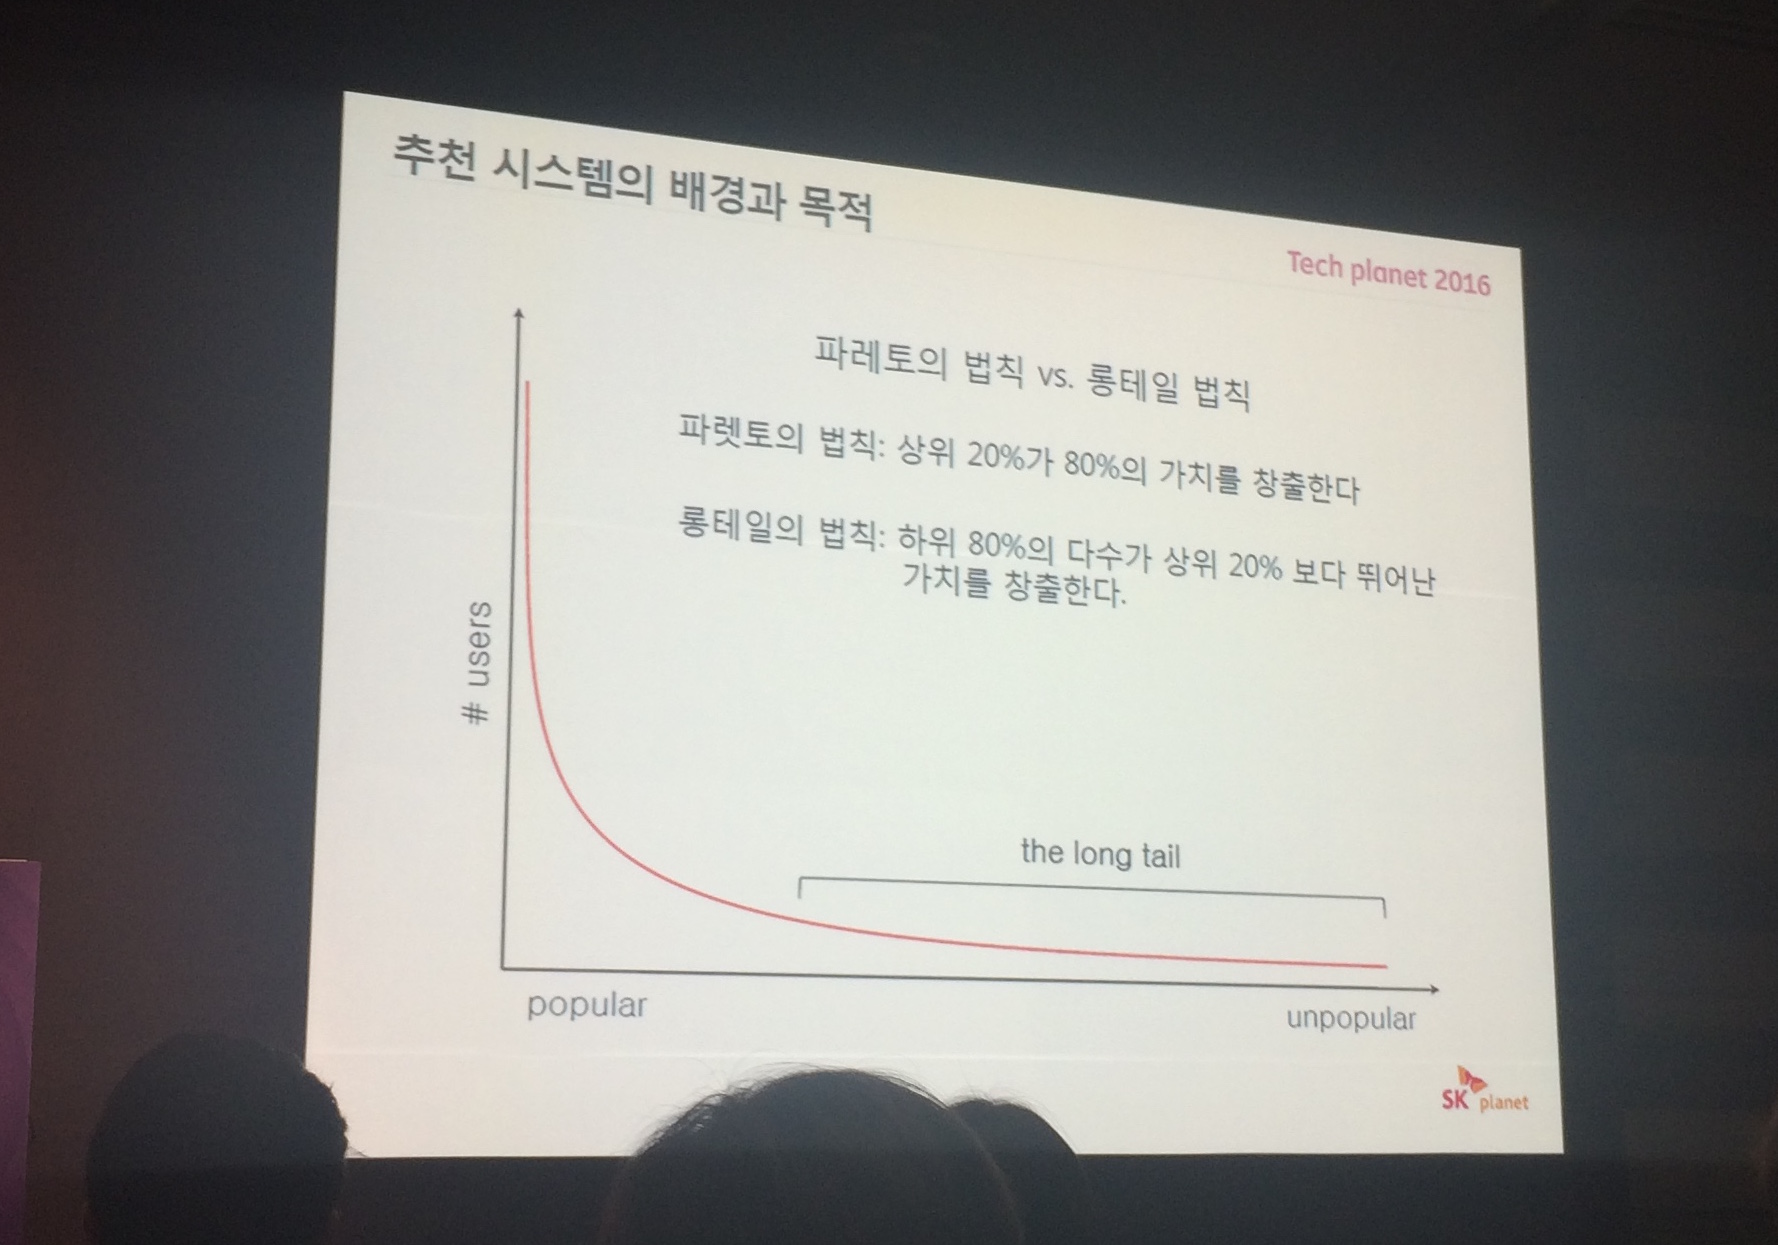 추천 시스템의 배경과 목적
Tech planet 2016
파레토의 법칙 vs. 롱테일 법칙
파렛토의 법칙: 상위 20%가 80%의 가치를 창출한다
롱테일의 법칙: 하위 80%의 다수가 상위 20% 보다 뛰어난
가치를 창출한다.
# users
the long tail
popular
unpopular
SK planet